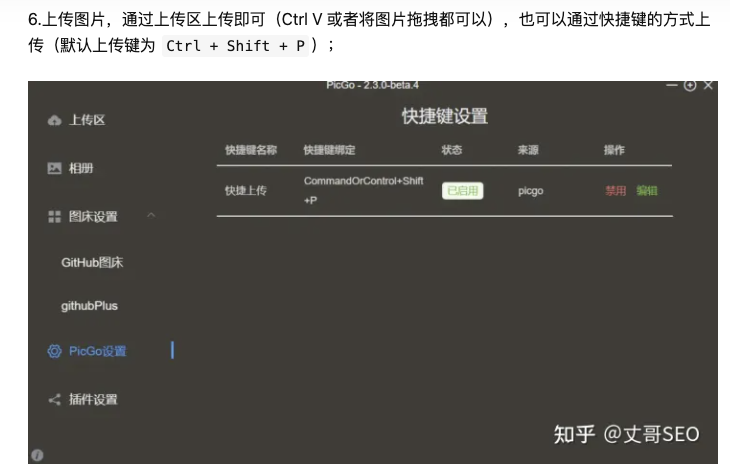 6.上传图片，通过上传区上传即可（Ctrl V 或者将图片拖拽都可以），也可以通过快捷键的方式上
传（默认上传键为 Ctrl + Shift + P ）；
PicGo - 2.3.0-beta.4
上传区
快捷键设置
快捷键名称 快捷键绑定 状态 来源 操作
相册
快捷上传 CommandOrControl+Shift
+P
已启用 picgo 禁用 编辑
图床设置
GitHub图床
githubPlus
PicGo设置
插件设置
知乎 @丈哥SEO